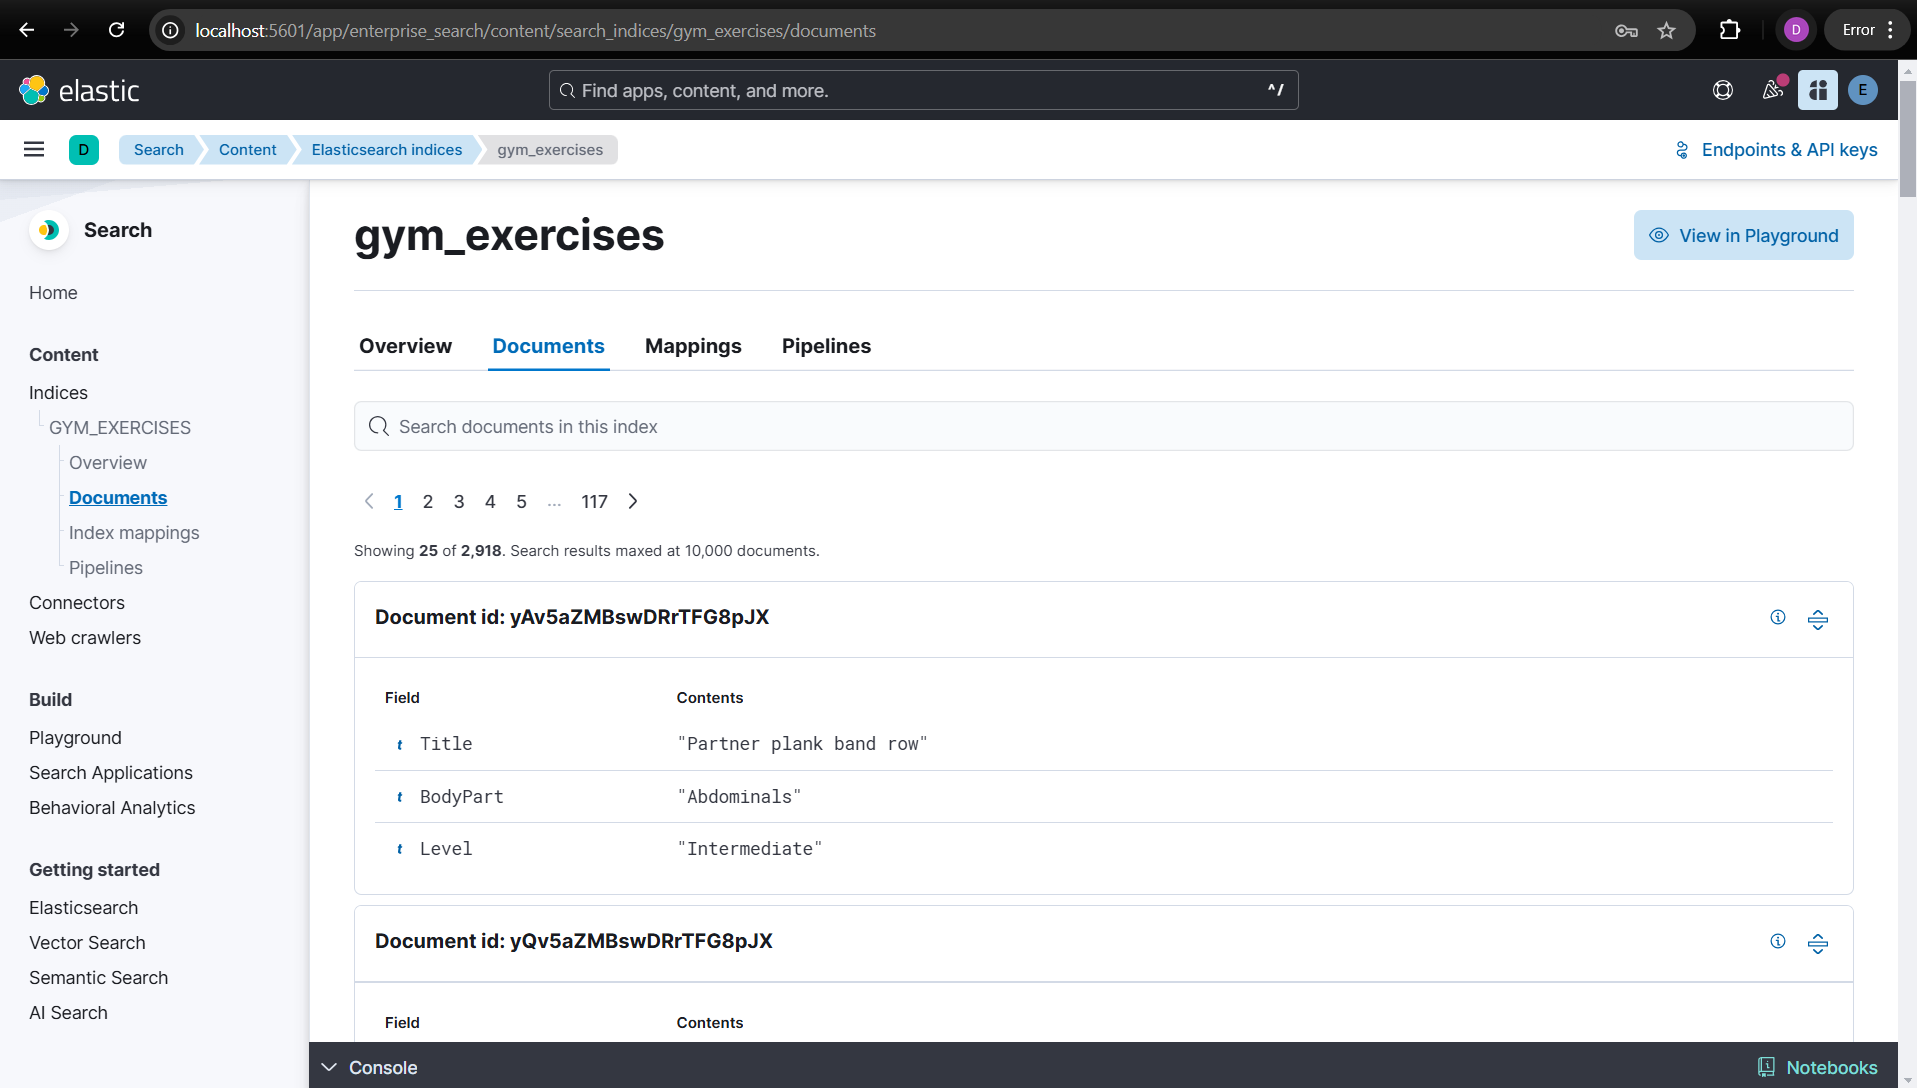 localhost:5601/app/enterprise_search/content/search_indices/gym_exercises/documents
D
Error
elastic
Find apps, content, and more.
^/
E
D
Search
Content
Elasticsearch indices
gym_exercises
Endpoints & API keys
Search
Home
Content
Indices
GYM_EXERCISES
Overview
Documents
Index mappings
Pipelines
Connectors
Web crawlers
Build
Playground
Search Applications
Behavioral Analytics
Getting started
Elasticsearch
Vector Search
Semantic Search
AI Search
gym_exercises
View in Playground
Overview Documents Mappings Pipelines
Search documents in this index
1 2 3 4 5 ... 117
Showing 25 of 2,918. Search results maxed at 10,000 documents.
Document id: yAv5aZMBswDRrTFG8pJX
Field Contents
t Title "Partner plank band row"
t BodyPart "Abdominals"
t Level "Intermediate"
Document id: yQv5aZMBswDRrTFG8pJX
Field Contents
Console
Notebooks